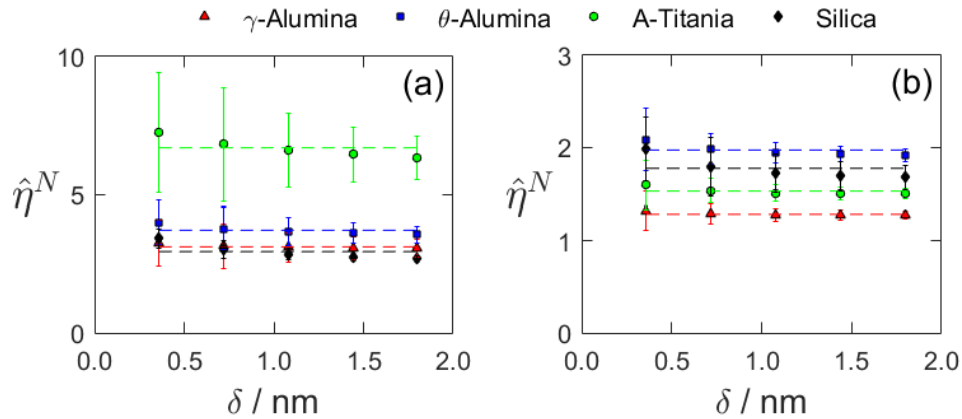 γ-Alumina θ-Alumina A-Titania Silica
10
5
0
η̂^N
(a)
0.0 0.5 1.0 1.5 2.0
δ / nm
3
2
1
0
η̂^N
(b)
0.0 0.5 1.0 1.5 2.0
δ / nm